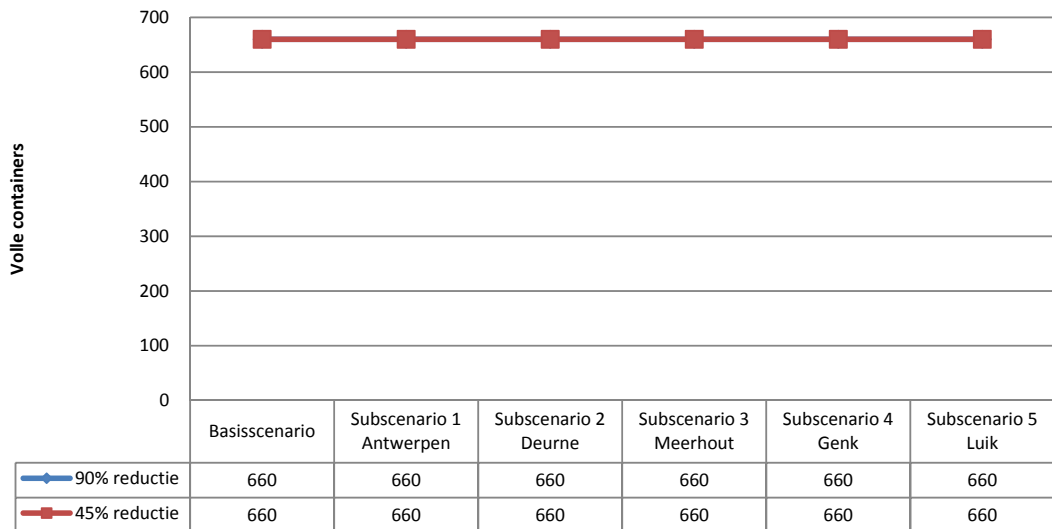 700
600
500
400
300
200
100
0
Volle containers
Basisscenario
Subscenario 1
Antwerpen
Subscenario 2
Deurne
Subscenario 3
Meerhout
Subscenario 4
Genk
Subscenario 5
Luik
90% reductie 660 660 660 660 660 660
45% reductie 660 660 660 660 660 660